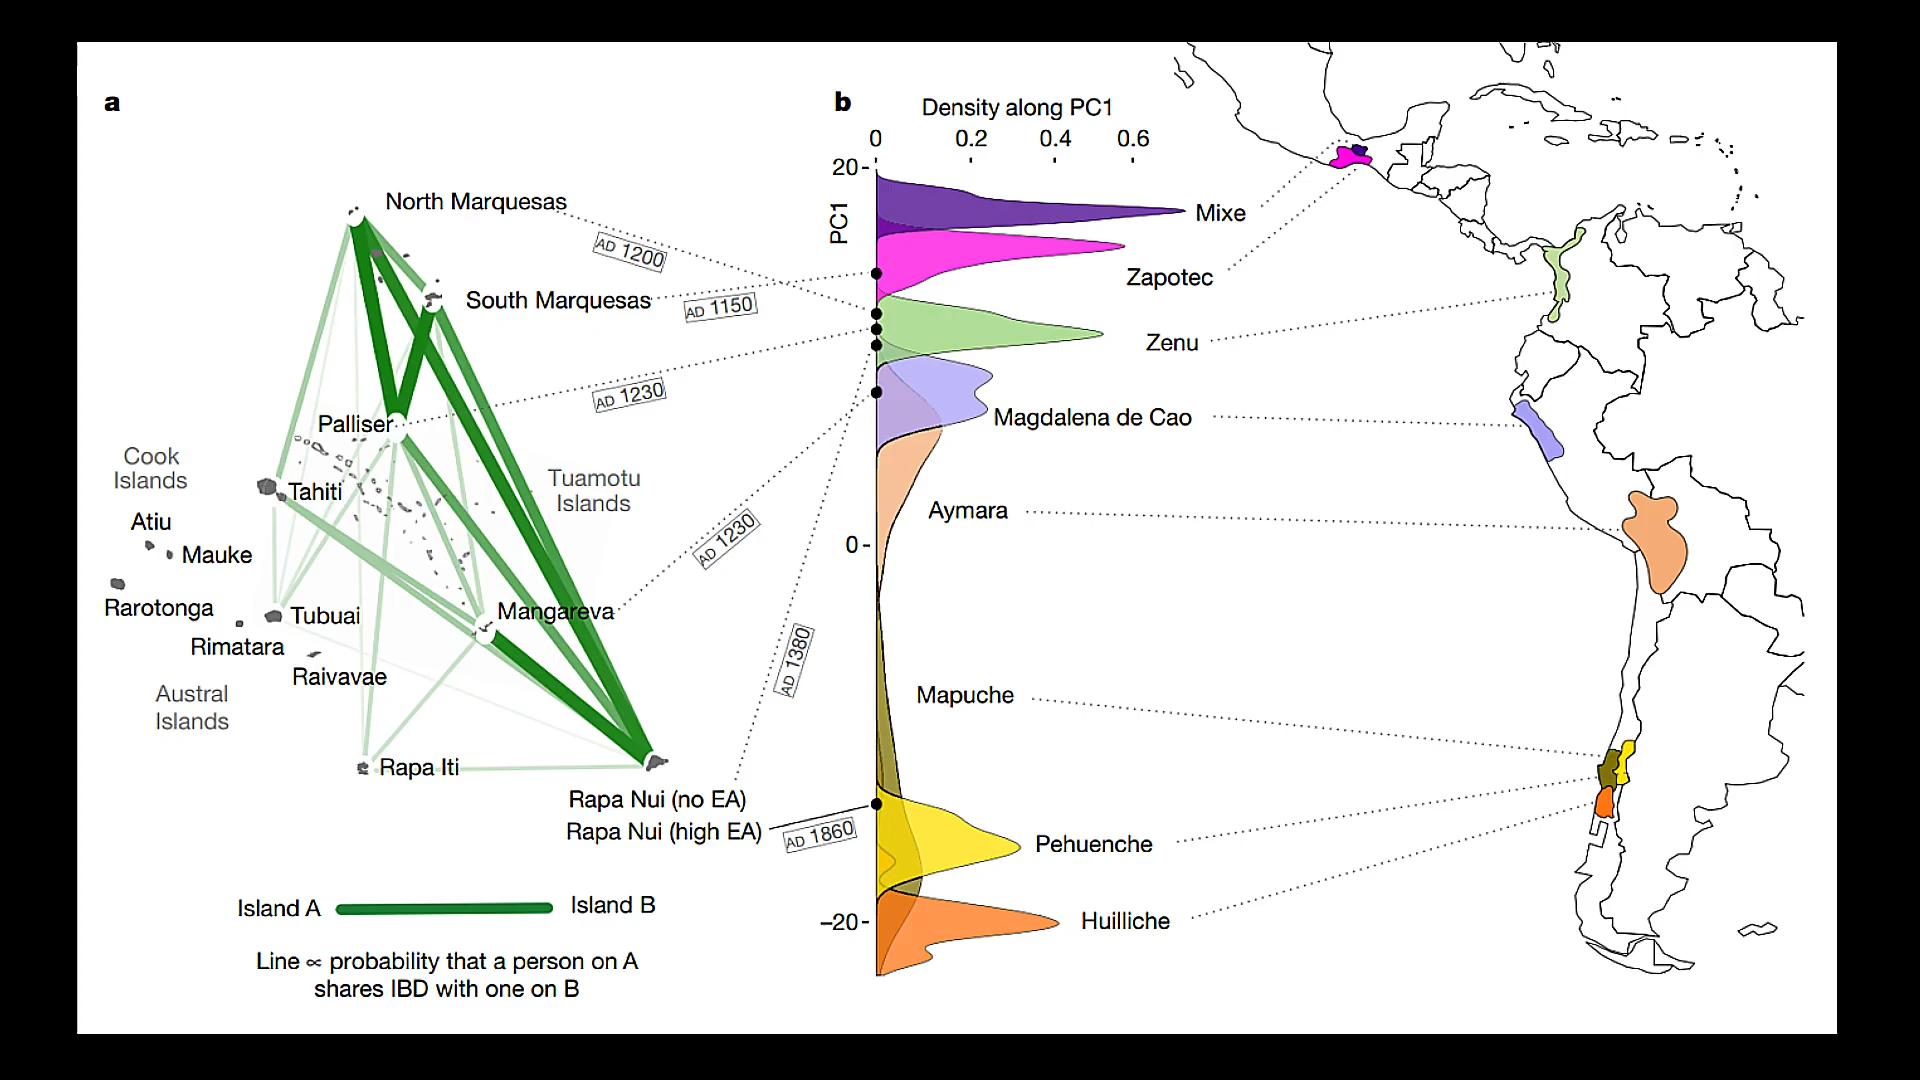 a
North Marquesas
AD 1200
South Marquesas
AD 1150
AD 1230
Palliser
Cook
Islands
Tahiti
Tuamotu
Islands
Atiu
Mauke
AD 1230
Rarotonga
Tubuai
Mangareva
Rimatara
Raivavae
AD 1380
Austral
Islands
Rapa Iti
Rapa Nui (no EA)
Rapa Nui (high EA)
AD 1860
Island A
Island B
Line ∝ probability that a person on A
shares IBD with one on B
b
Density along PC1
0 0.2 0.4 0.6
20
PC1
0
–20
Mixe
Zapotec
Zenu
Magdalena de Cao
Aymara
Mapuche
Pehuenche
Huilliche